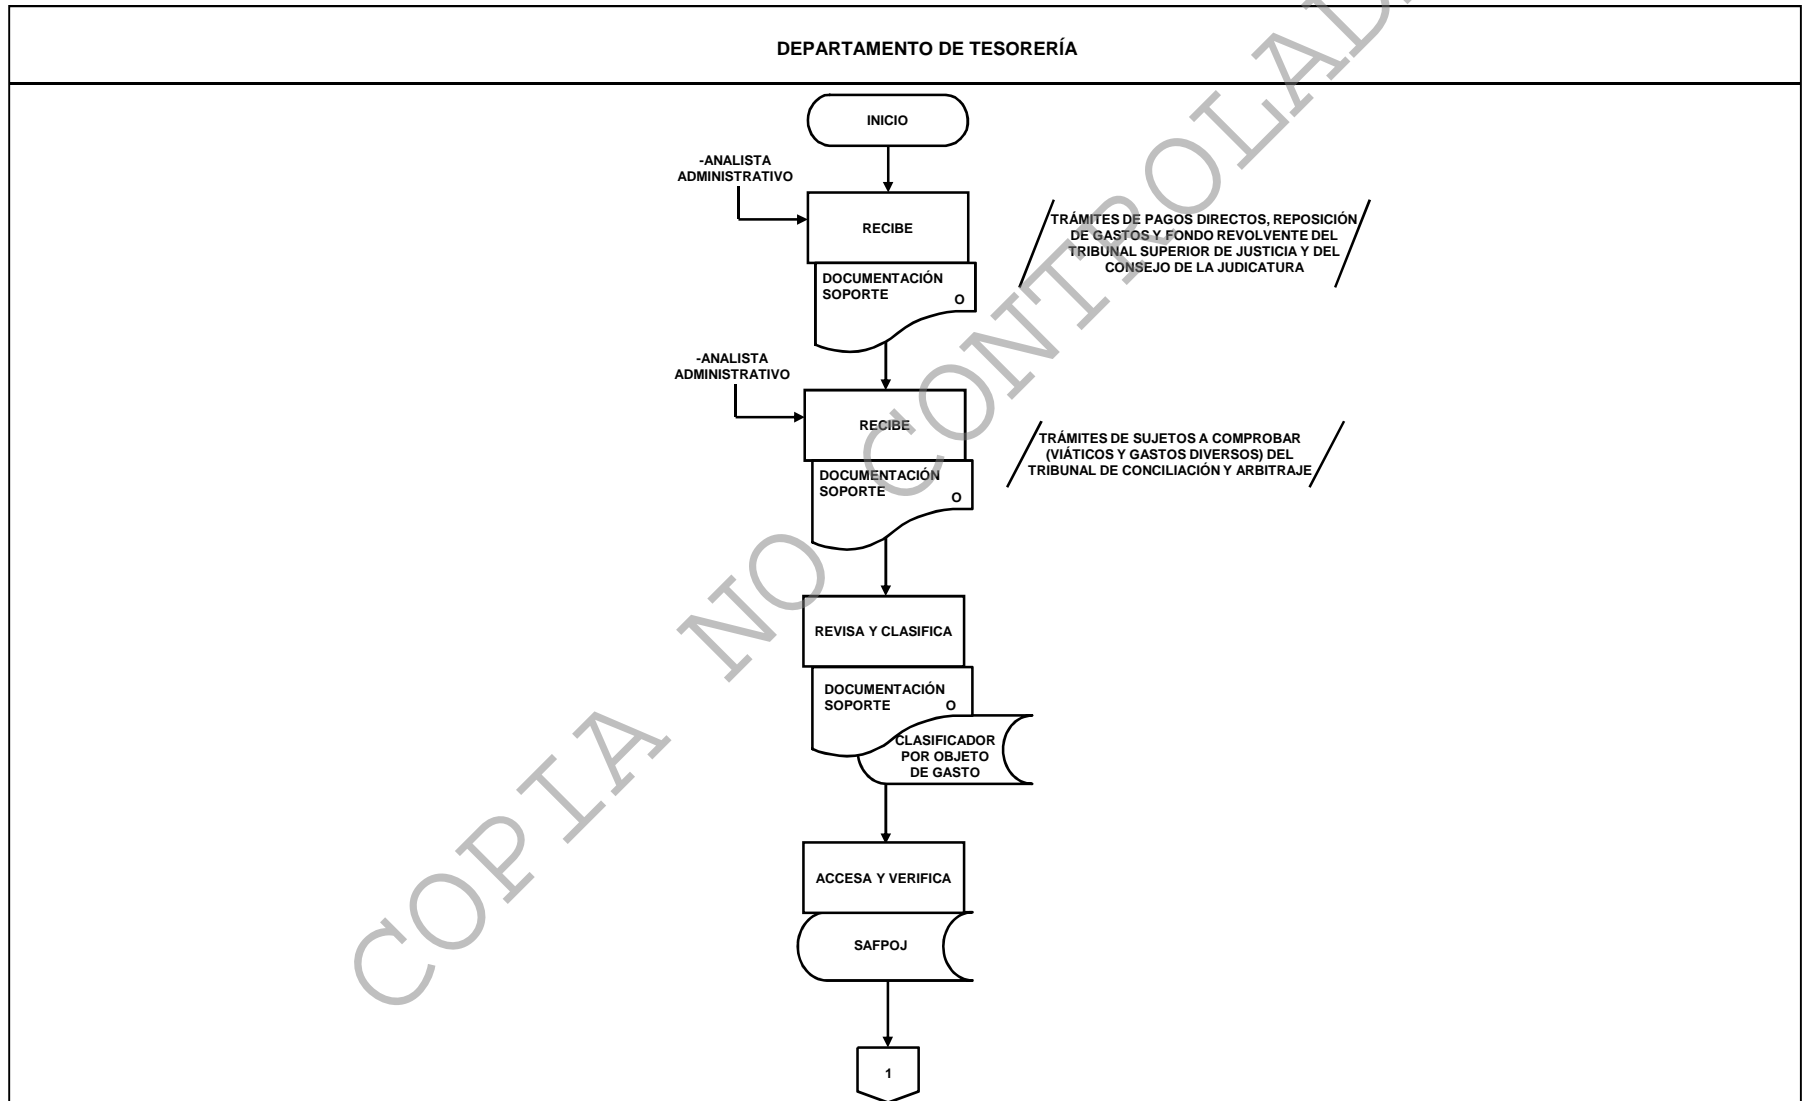 DEPARTAMENTO DE TESORERÍA
INICIO
-ANALISTA
ADMINISTRATIVO
RECIBE
DOCUMENTACIÓN
SOPORTE
O
TRÁMITES DE PAGOS DIRECTOS, REPOSICIÓN
DE GASTOS Y FONDO REVOLVENTE DEL
TRIBUNAL SUPERIOR DE JUSTICIA Y DEL
CONSEJO DE LA JUDICATURA
-ANALISTA
ADMINISTRATIVO
RECIBE
DOCUMENTACIÓN
SOPORTE
O
TRÁMITES DE SUJETOS A COMPROBAR
(VIÁTICOS Y GASTOS DIVERSOS) DEL
TRIBUNAL DE CONCILIACIÓN Y ARBITRAJE
REVISA Y CLASIFICA
DOCUMENTACIÓN
SOPORTE
O
CLASIFICADOR
POR OBJETO
DE GASTO
ACCESA Y VERIFICA
SAFPOJ
1
COPIA NO CONTROLAD